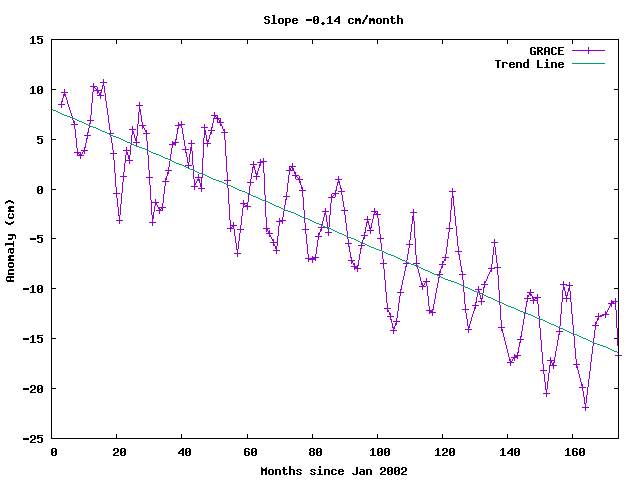 Slope -0.14 cm/month
GRACE
Trend Line
15
10
5
0
-5
-10
-15
-20
-25
Anomaly (cm)
0 20 40 60 80 100 120 140 160
Months since Jan 2002